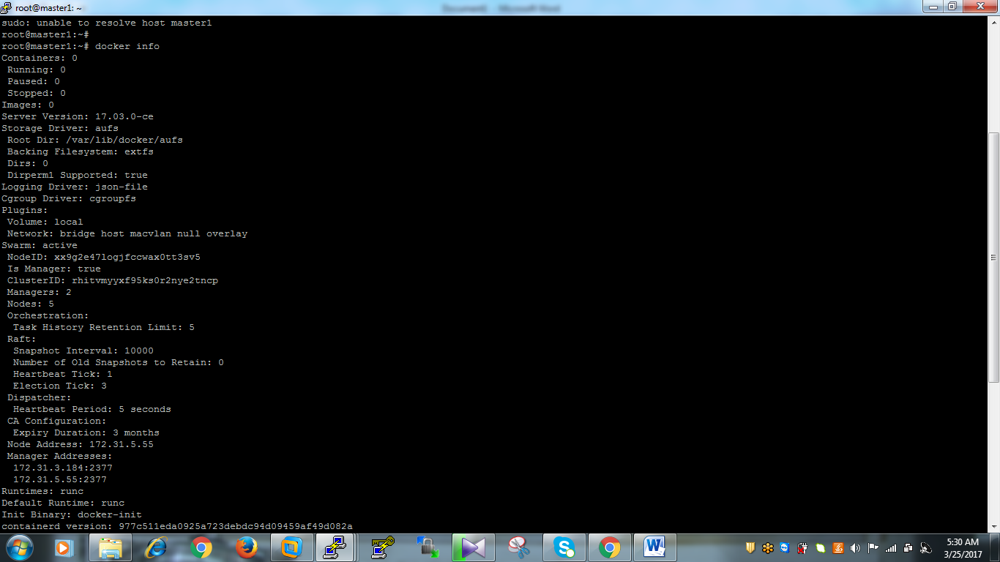 root@master1: ~
Document1 - Microsoft Word
sudo: unable to resolve host master1
root@master1:~#
root@master1:~# docker info
Containers: 0
 Running: 0
 Paused: 0
 Stopped: 0
Images: 0
Server Version: 17.03.0-ce
Storage Driver: aufs
 Root Dir: /var/lib/docker/aufs
 Backing Filesystem: extfs
 Dirs: 0
 Dirperm1 Supported: true
Logging Driver: json-file
Cgroup Driver: cgroupfs
Plugins:
 Volume: local
 Network: bridge host macvlan null overlay
Swarm: active
 NodeID: xx9g2e47logjfccwax0tt3sv5
 Is Manager: true
 ClusterID: rhitvmyyxf95ks0r2nye2tncp
 Managers: 2
 Nodes: 5
 Orchestration:
  Task History Retention Limit: 5
 Raft:
  Snapshot Interval: 10000
  Number of Old Snapshots to Retain: 0
  Heartbeat Tick: 1
  Election Tick: 3
 Dispatcher:
  Heartbeat Period: 5 seconds
 CA Configuration:
  Expiry Duration: 3 months
 Node Address: 172.31.5.55
 Manager Addresses:
  172.31.3.184:2377
  172.31.5.55:2377
Runtimes: runc
Default Runtime: runc
Init Binary: docker-init
containerd version: 977c511eda0925a723debdc94d09459af49d082a
5:30 AM
3/25/2017